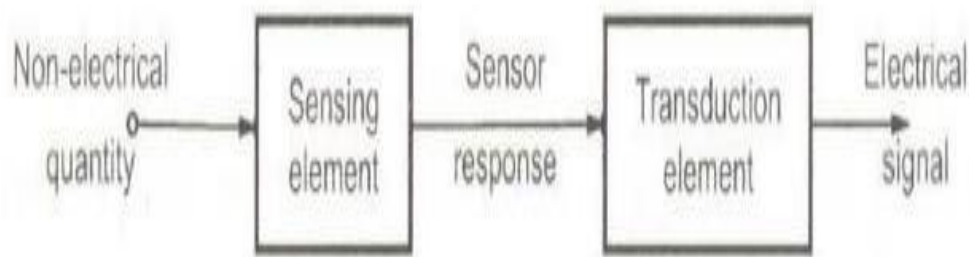 Non-electrical
quantity
Sensing
element
Sensor
response
Transduction
element
Electrical
signal